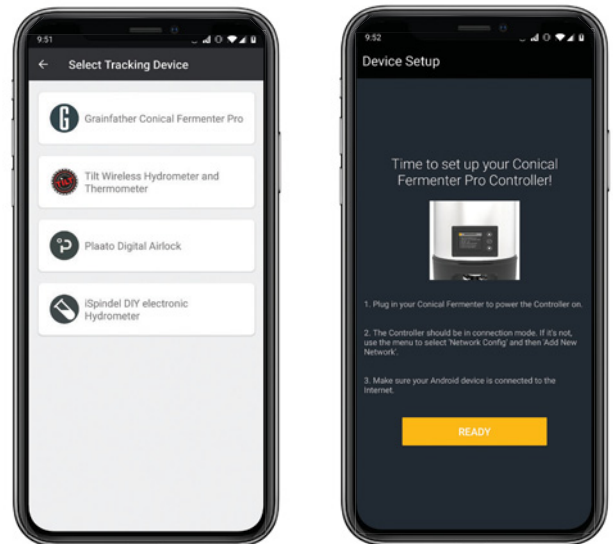 9:51
Select Tracking Device
Grainfather Conical Fermenter Pro
TILT
Tilt Wireless Hydrometer and
Thermometer
Plaato Digital Airlock
iSpindel DIY electronic
Hydrometer
9:52
Device Setup
Time to set up your Conical
Fermenter Pro Controller!
1. Plug in your Conical Fermenter to power the Controller on.
2. The Controller should be in connection mode. If it's not,
use the menu to select 'Network Config' and then 'Add New
Network'.
3. Make sure your Android device is connected to the
Internet.
READY